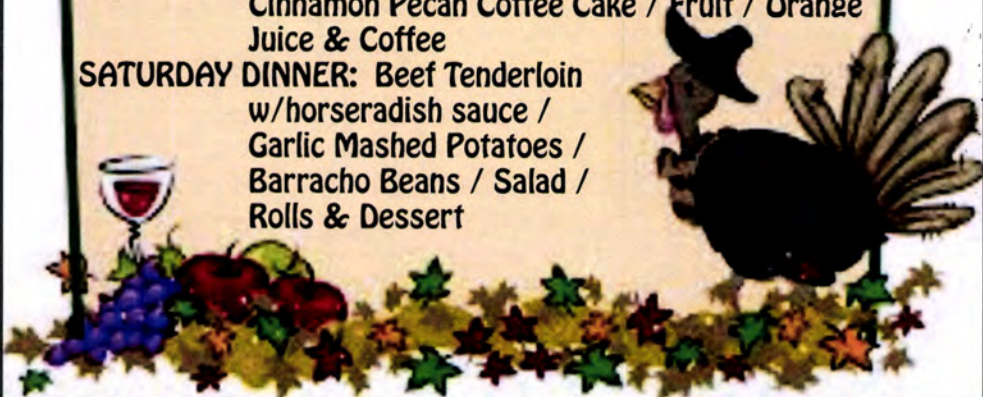 Cinnamon Pecan Coffee Cake / Fruit / Orange
Juice & Coffee
SATURDAY DINNER: Beef Tenderloin
w/horseradish sauce /
Garlic Mashed Potatoes /
Barracho Beans / Salad /
Rolls & Dessert